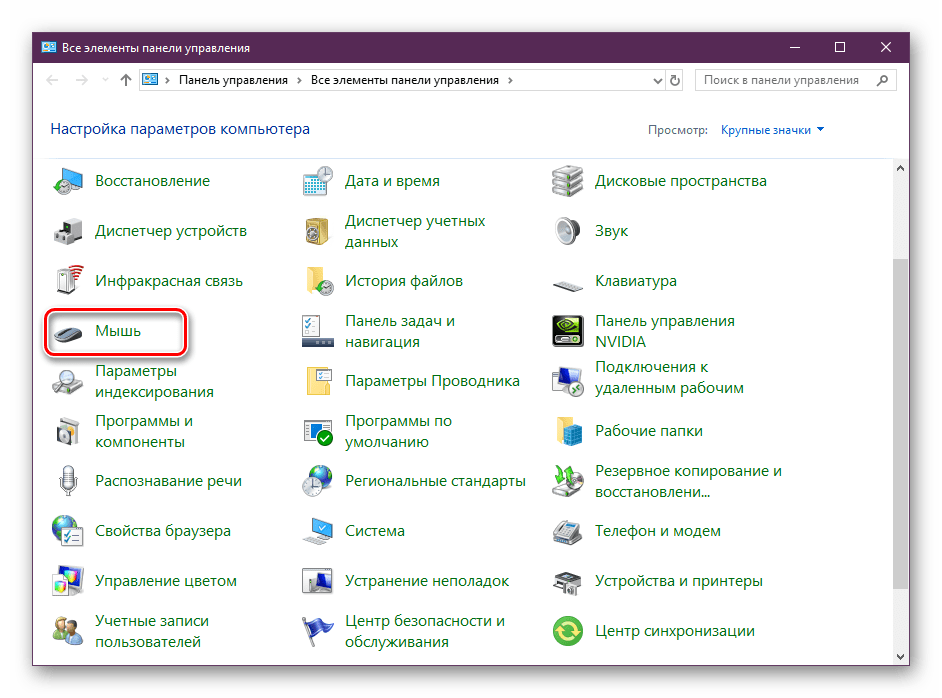 Все элементы панели управления
Панель управления
Все элементы панели управления
Поиск в панели управления
Настройка параметров компьютера
Просмотр:
Крупные значки
Восстановление
Дата и время
Дисковые пространства
Диспетчер устройств
Диспетчер учетных
данных
Звук
Инфракрасная связь
История файлов
Клавиатура
Мышь
Панель задач и
навигация
Панель управления
NVIDIA
Параметры
индексирования
Параметры Проводника
Подключения к
удаленным рабочим
Программы и
компоненты
Программы по
умолчанию
Рабочие папки
Распознавание речи
Региональные стандарты
Резервное копирование и
восстановлени...
Свойства браузера
Система
Телефон и модем
Управление цветом
Устранение неполадок
Устройства и принтеры
Учетные записи
пользователей
Центр безопасности и
обслуживания
Центр синхронизации